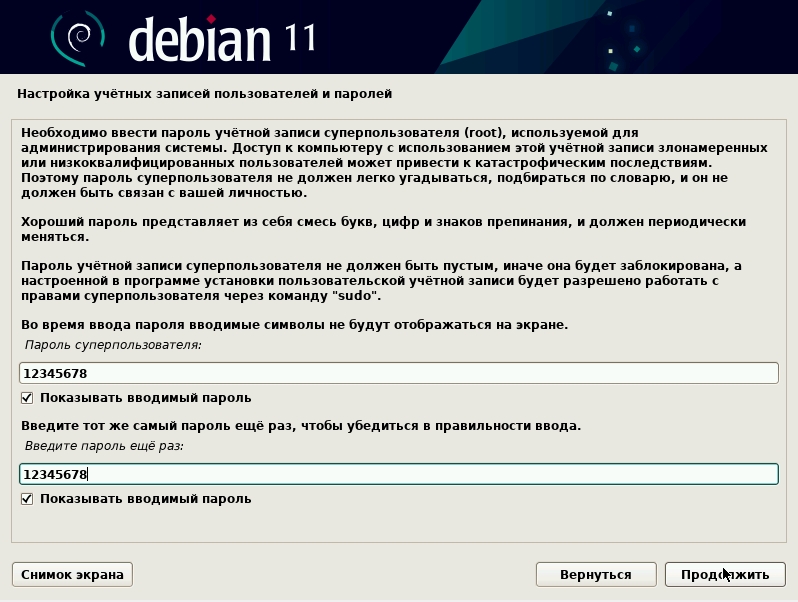 debian 11
Настройка учётных записей пользователей и паролей
Необходимо ввести пароль учётной записи суперпользователя (root), используемой для
администрирования системы. Доступ к компьютеру с использованием этой учётной записи злонамеренных
или низкоквалифицированных пользователей может привести к катастрофическим последствиям.
Поэтому пароль суперпользователя не должен легко угадываться, подбираться по словарю, и он не
должен быть связан с вашей личностью.
Хороший пароль представляет из себя смесь букв, цифр и знаков препинания, и должен периодически
меняться.
Пароль учётной записи суперпользователя не должен быть пустым, иначе она будет заблокирована, а
настроенной в программе установки пользовательской учётной записи будет разрешено работать с
правами суперпользователя через команду "sudo".
Во время ввода пароля вводимые символы не будут отображаться на экране.
Пароль суперпользователя:
12345678
Показывать вводимый пароль
Введите тот же самый пароль ещё раз, чтобы убедиться в правильности ввода.
Введите пароль ещё раз:
12345678
Показывать вводимый пароль
Снимок экрана
Вернуться
Продолжить